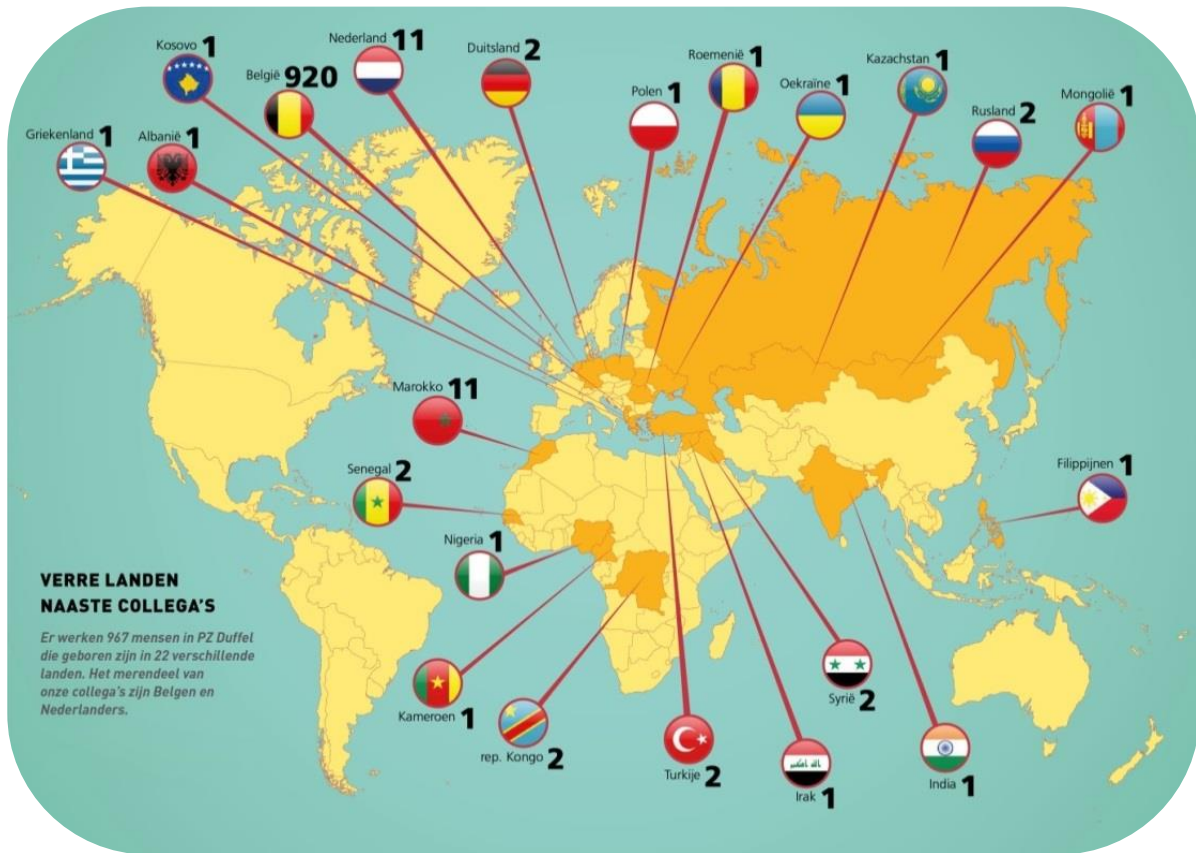 Kosovo 1
Nederland 11
Duitsland 2
Roemenië 1
Kazachstan 1
België 920
Polen 1
Oekraïne 1
Rusland 2
Mongolië 1
Griekenland 1
Albanië 1
Marokko 11
Senegal 2
Filippijnen 1
Nigeria 1
VERRE LANDEN
NAASTE COLLEGA'S
Er werken 967 mensen in PZ Duffel
die geboren zijn in 22 verschillende
landen. Het merendeel van
onze collega's zijn Belgen en
Nederlanders.
Kameroen 1
rep. Kongo 2
Turkije 2
Irak 1
Syrië 2
India 1